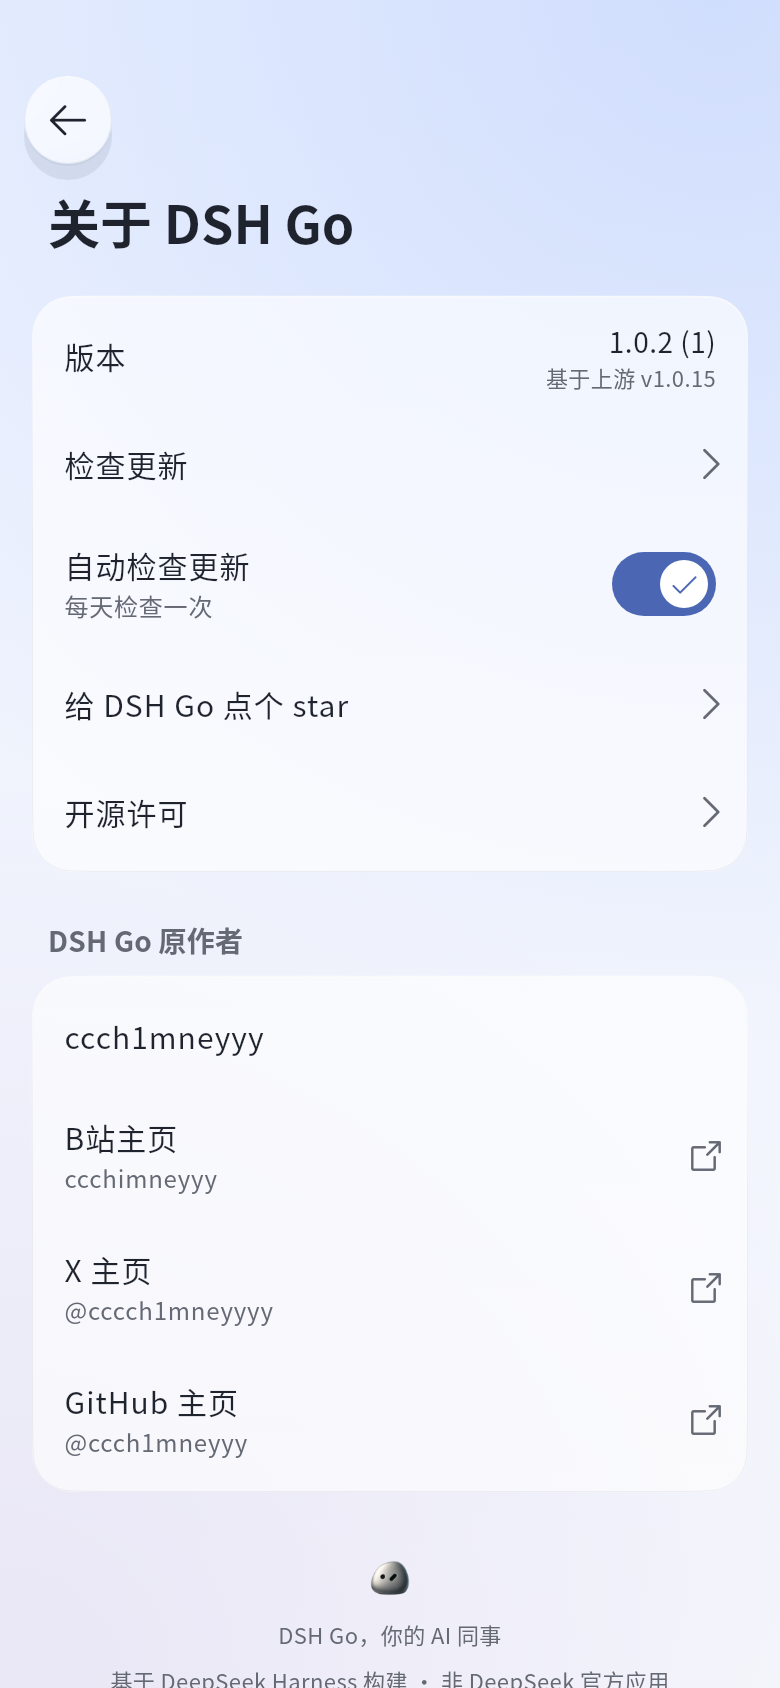 关于 DSH Go
版本
1.0.2 (1)
基于上游 v1.0.15
检查更新
自动检查更新
每天检查一次
给 DSH Go 点个 star
开源许可
DSH Go 原作者
ccch1mneyyy
B站主页
ccchimneyyy
X 主页
@cccch1mneyyyy
GitHub 主页
@ccch1mneyyy
DSH Go，你的 AI 同事
基于 DeepSeek Harness 构建 · 非 DeepSeek 官方应用